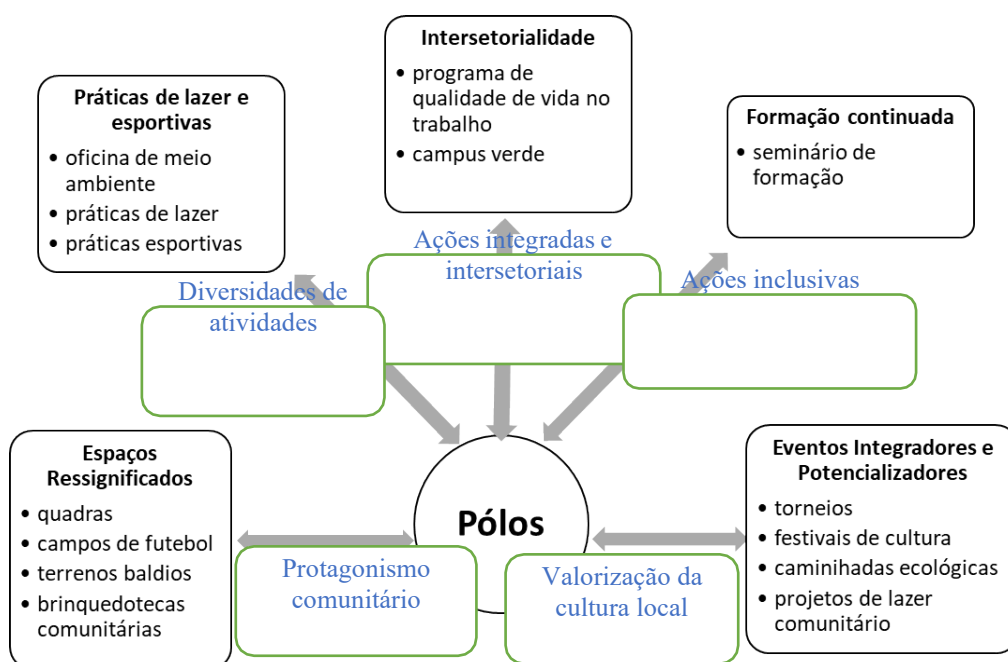 Intersetorialidade
• programa de
qualidade de vida no
trabalho
• campus verde
Práticas de lazer e
esportivas
• oficina de meio
ambiente
• práticas de lazer
• práticas esportivas
Formação continuada
• seminário de
formação
Ações integradas e
intersetoriais
Diversidades de
atividades
Ações inclusivas
Espaços
Ressignificados
• quadras
• campos de futebol
• terrenos baldios
• brinquedotecas
comunitárias
Pólos
Eventos Integradores e
Potencializadores
• torneios
• festivais de cultura
• caminhadas ecológicas
• projetos de lazer
comunitário
Protagonismo
comunitário
Valorização da
cultura local